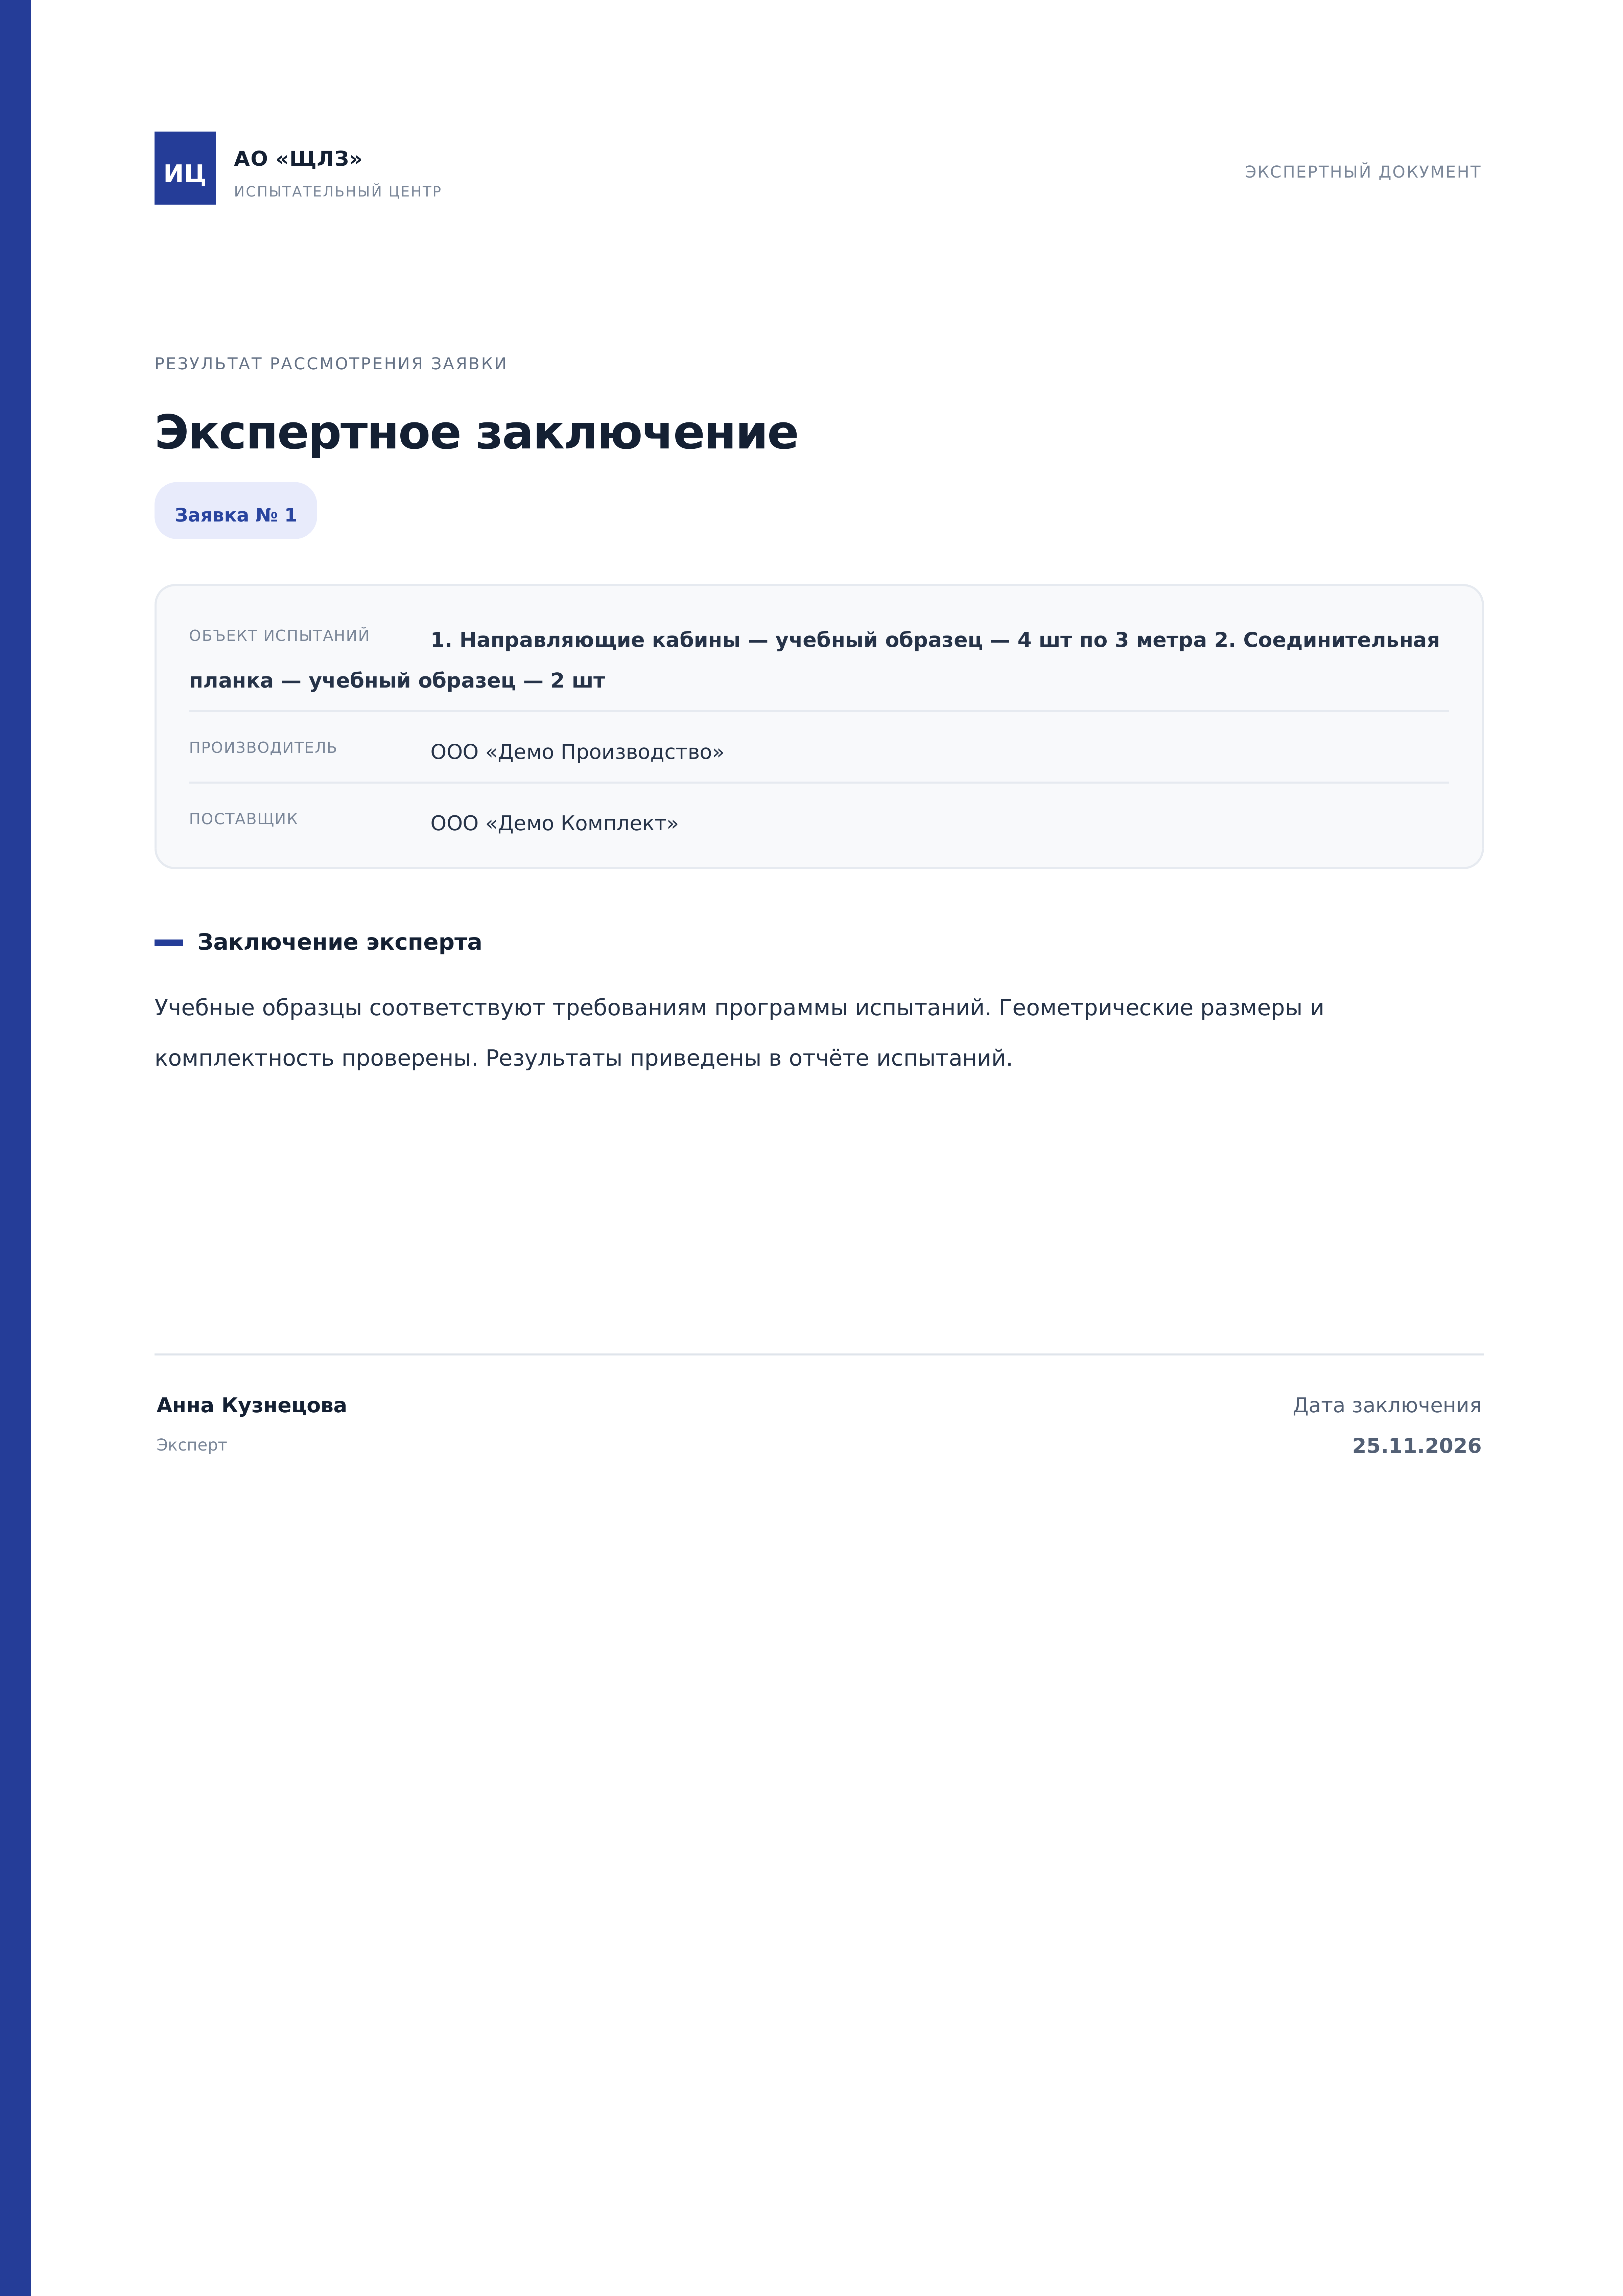 ИЦ
АО «ЩЛЗ»
ИСПЫТАТЕЛЬНЫЙ ЦЕНТР
ЭКСПЕРТНЫЙ ДОКУМЕНТ
РЕЗУЛЬТАТ РАССМОТРЕНИЯ ЗАЯВКИ
Экспертное заключение
Заявка № 1
ОБЪЕКТ ИСПЫТАНИЙ 1. Направляющие кабины — учебный образец — 4 шт по 3 метра 2. Соединительная
планка — учебный образец — 2 шт
ПРОИЗВОДИТЕЛЬ ООО «Демо Производство»
ПОСТАВЩИК ООО «Демо Комплект»
Заключение эксперта
Учебные образцы соответствуют требованиям программы испытаний. Геометрические размеры и
комплектность проверены. Результаты приведены в отчёте испытаний.
Анна Кузнецова
Эксперт
Дата заключения
25.11.2026